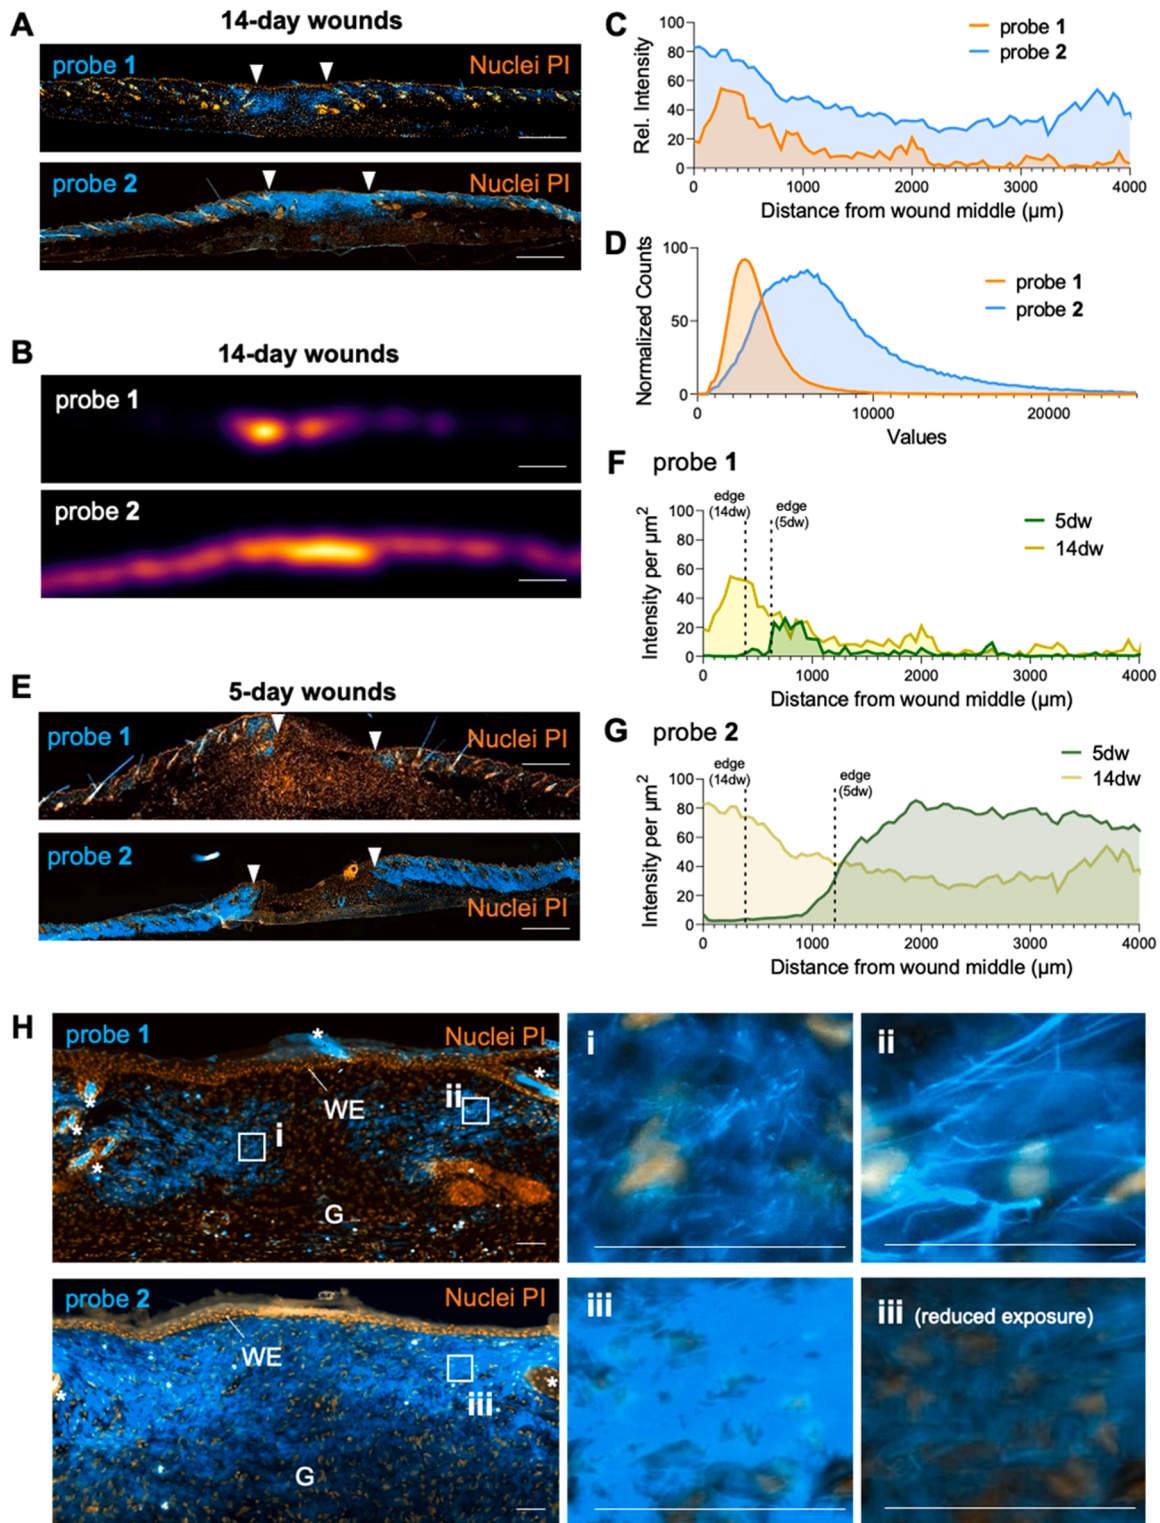 A
14-day wounds
probe 1
Nuclei PI
probe 2
Nuclei PI
B
14-day wounds
probe 1
probe 2
C
Rel. Intensity
100
80
60
40
20
0
0 1000 2000 3000 4000
Distance from wound middle (µm)
probe 1
probe 2
D
Normalized Counts
100
50
0
0 10000 20000
Values
probe 1
probe 2
E
5-day wounds
probe 1
Nuclei PI
probe 2
Nuclei PI
F probe 1
edge
(14dw)
edge
(5dw)
5dw
14dw
Intensity per µm2
100
80
60
40
20
0
0 1000 2000 3000 4000
Distance from wound middle (µm)
G probe 2
edge
(14dw)
edge
(5dw)
5dw
14dw
Intensity per µm2
100
80
60
40
20
0
0 1000 2000 3000 4000
Distance from wound middle (µm)
H
probe 1
Nuclei PI
*
*
*
*
*
WE
i
ii
G
i
ii
probe 2
Nuclei PI
WE
*
*
iii
G
iii
iii (reduced exposure)